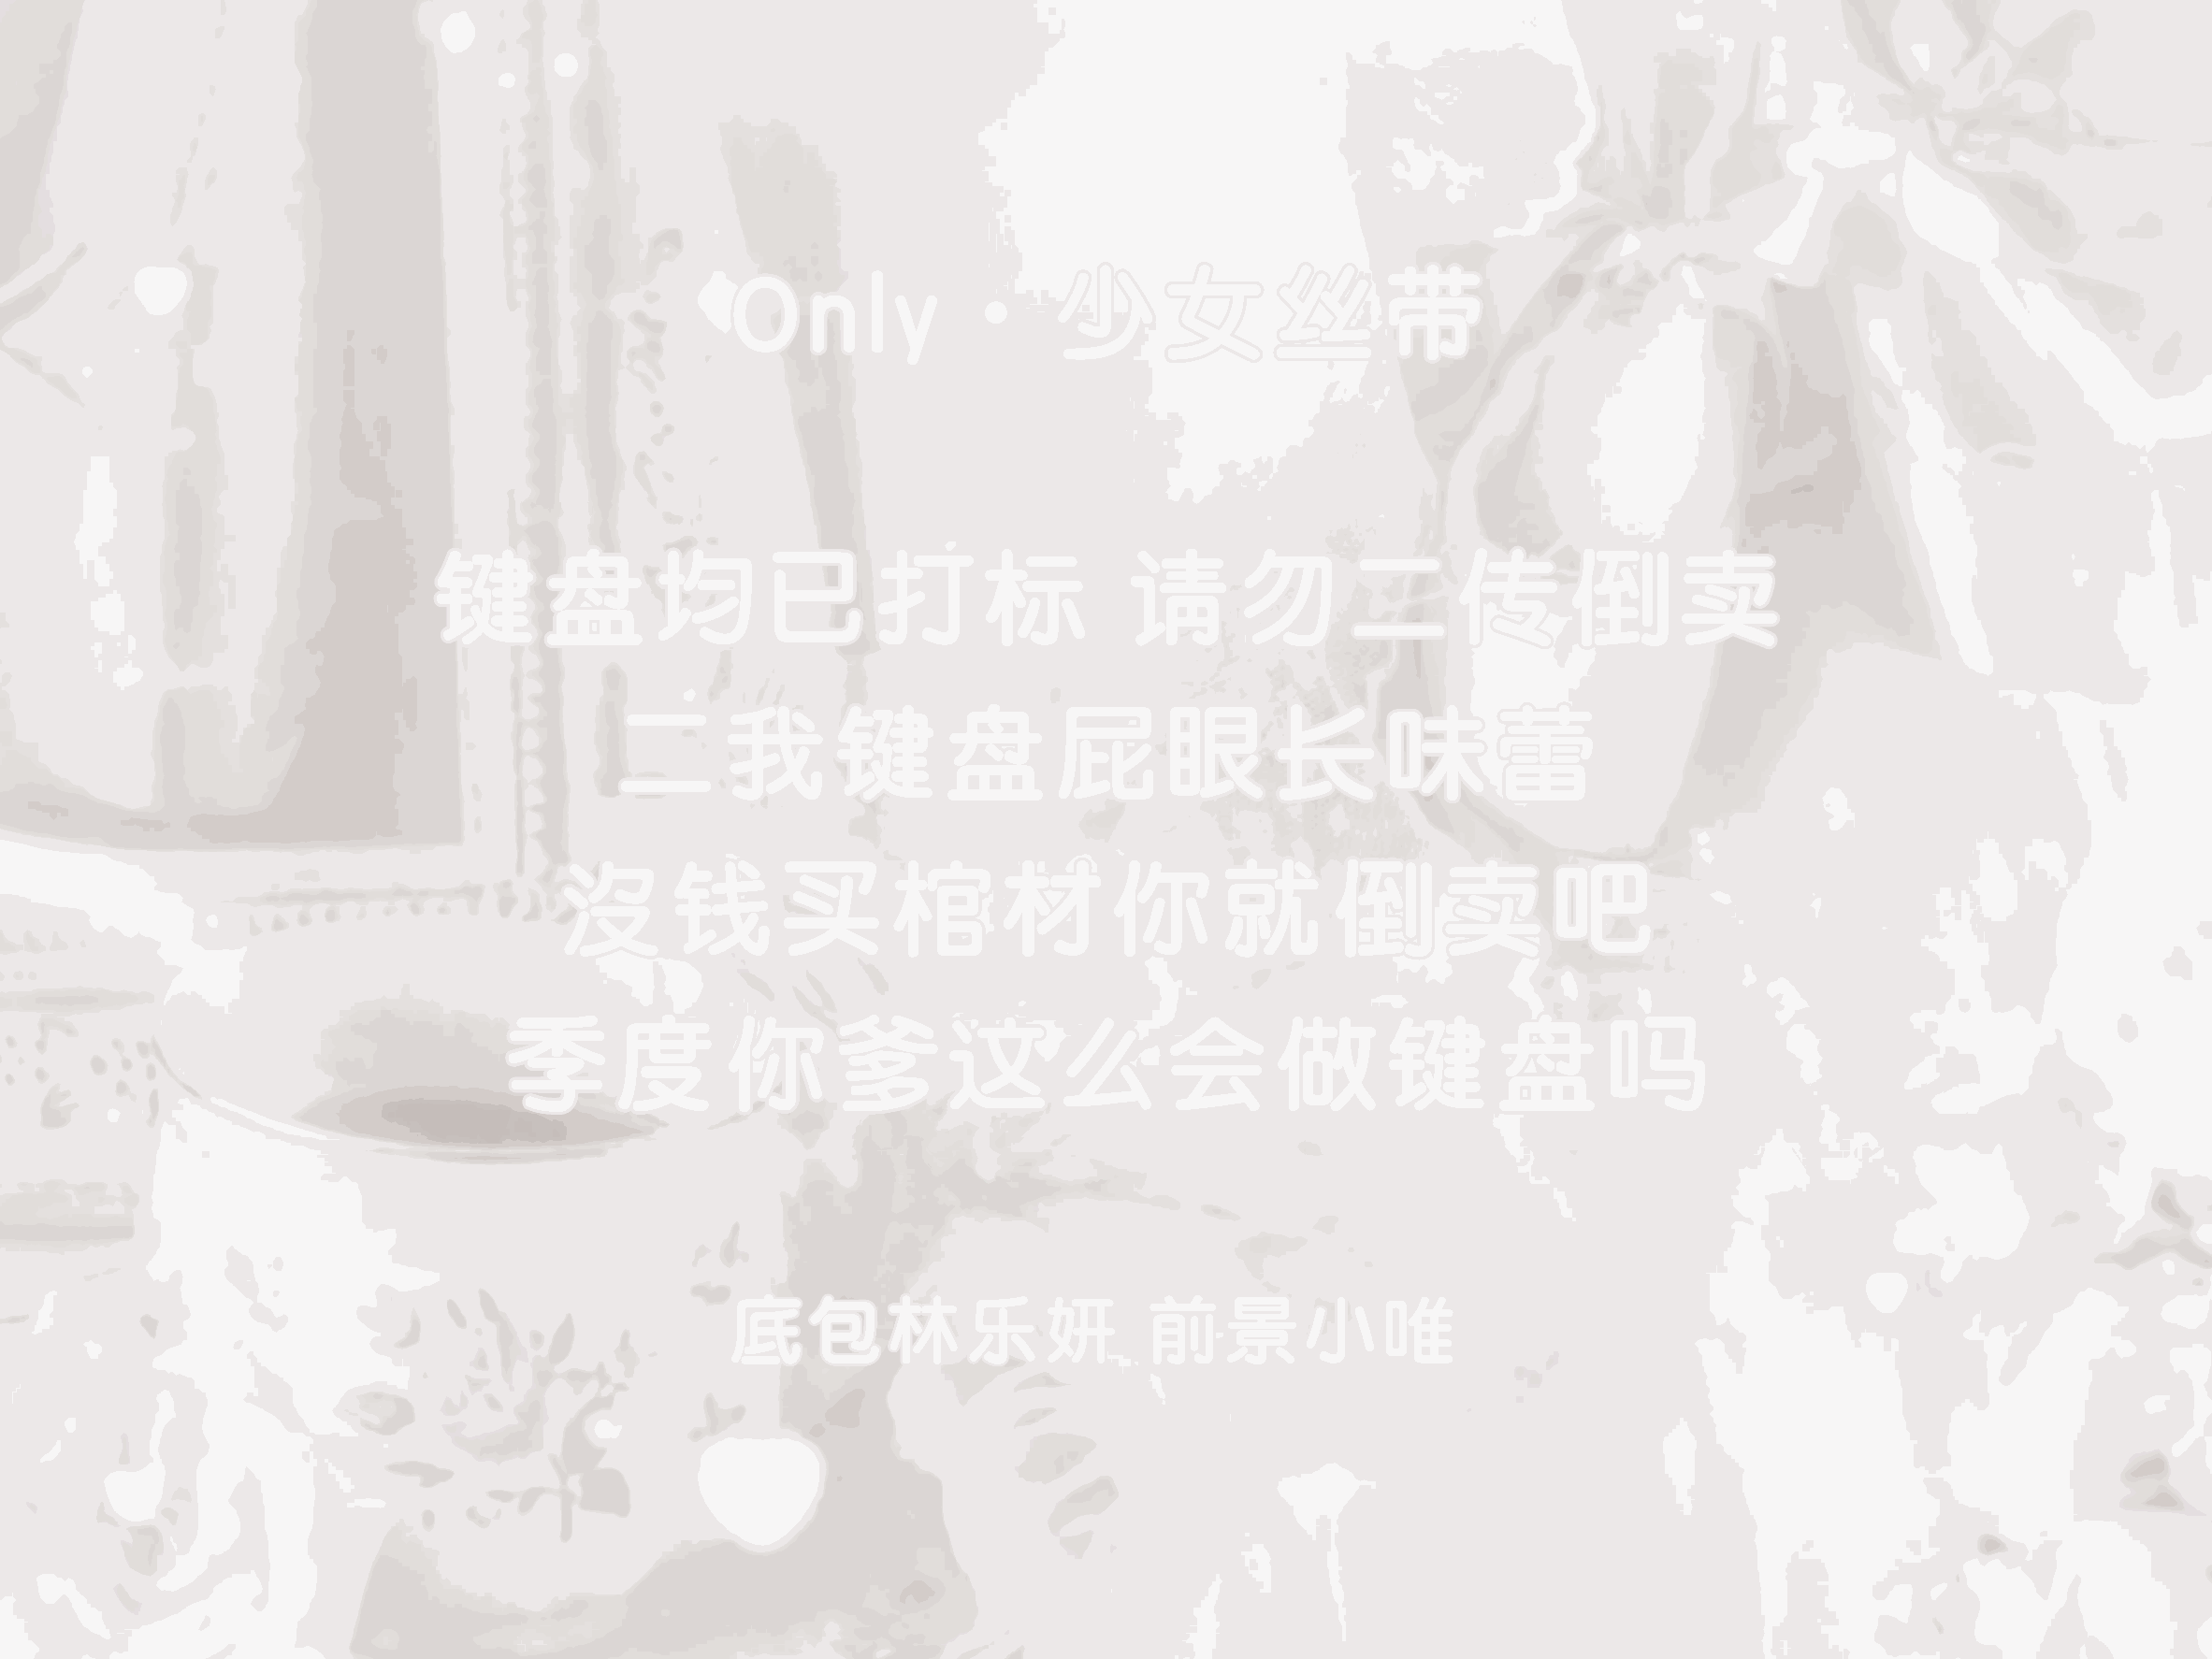 Only • 少女丝带
键盘均已打标 请勿二传倒卖
二我键盘屁眼长味蕾
没钱买棺材你就倒卖吧
季度你爹这么会做键盘吗
底包林乐妍 前景小唯